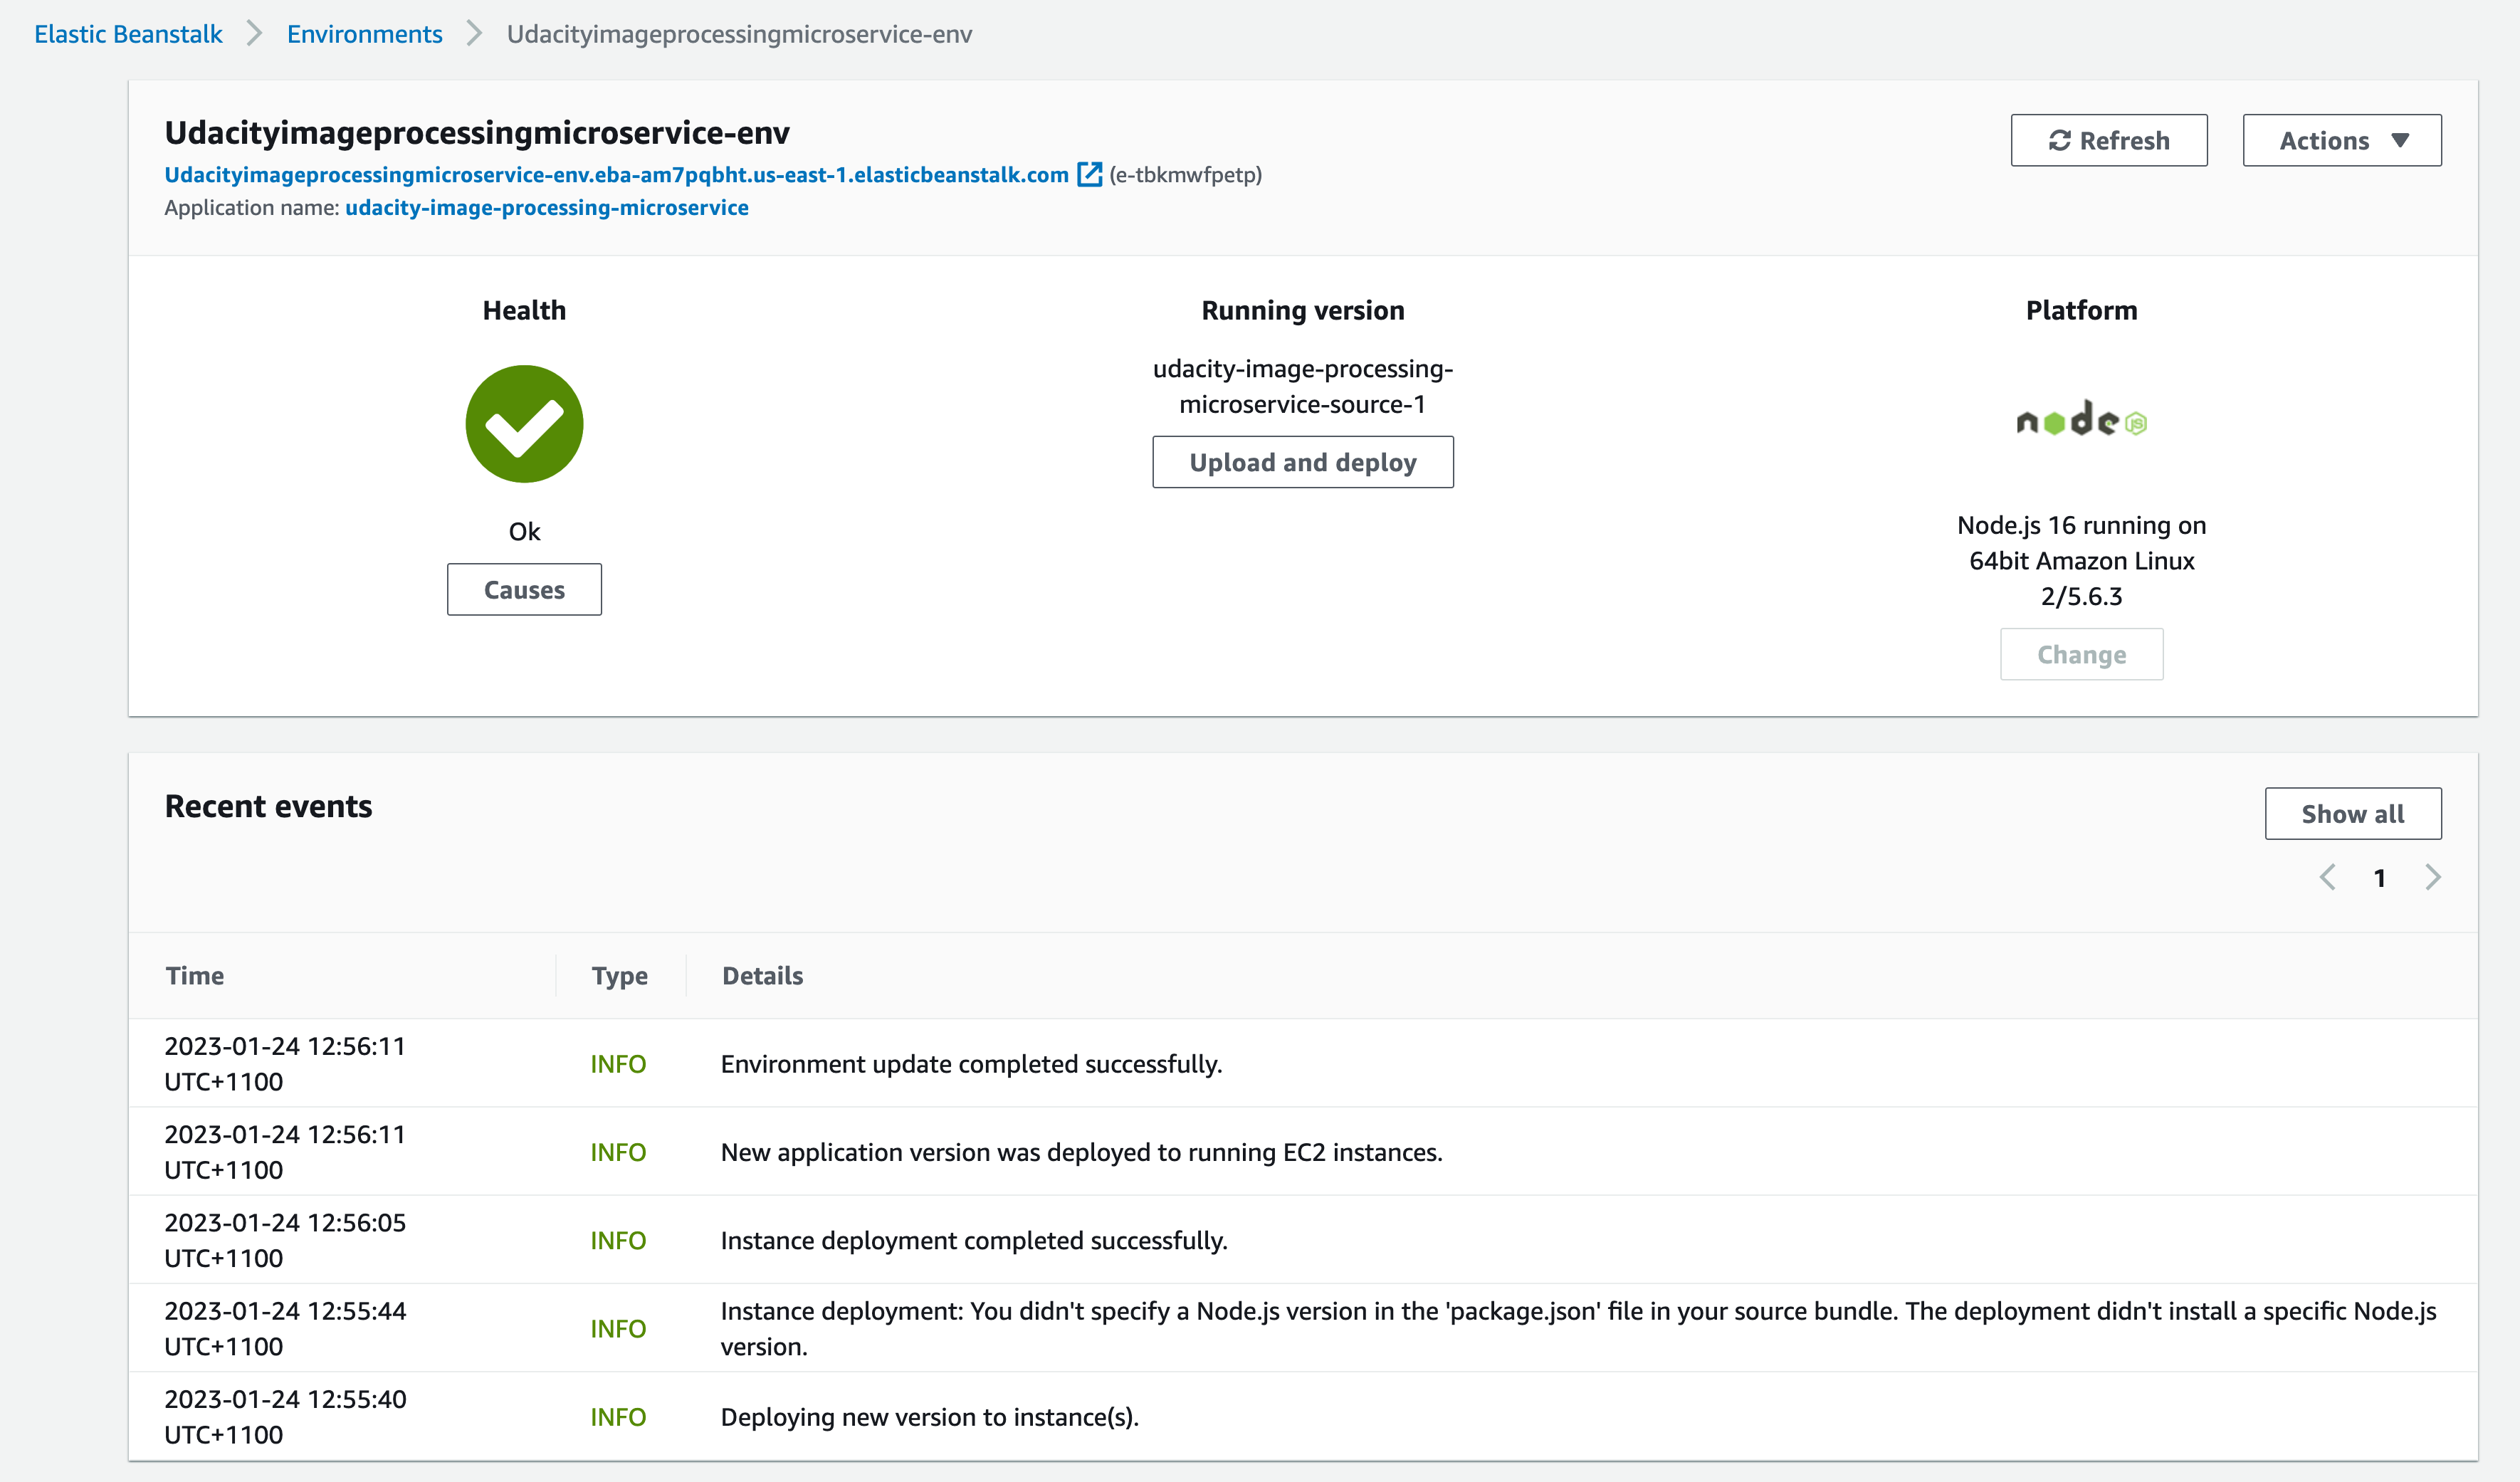 Elastic Beanstalk > Environments > Udacityimageprocessingmicroservice-env
Udacityimageprocessingmicroservice-env
Refresh
Actions
Udacityimageprocessingmicroservice-env.eba-am7pqbht.us-east-1.elasticbeanstalk.com (e-tbkmwfpetp)
Application name: udacity-image-processing-microservice
Health
Ok
Causes
Running version
udacity-image-processing-
microservice-source-1
Upload and deploy
Platform
node JS
Node.js 16 running on
64bit Amazon Linux
2/5.6.3
Change
Recent events
Show all
1
Time Type Details
2023-01-24 12:56:11
UTC+1100
INFO
Environment update completed successfully.
2023-01-24 12:56:11
UTC+1100
INFO
New application version was deployed to running EC2 instances.
2023-01-24 12:56:05
UTC+1100
INFO
Instance deployment completed successfully.
2023-01-24 12:55:44
UTC+1100
INFO
Instance deployment: You didn't specify a Node.js version in the 'package.json' file in your source bundle. The deployment didn't install a specific Node.js
version.
2023-01-24 12:55:40
UTC+1100
INFO
Deploying new version to instance(s).